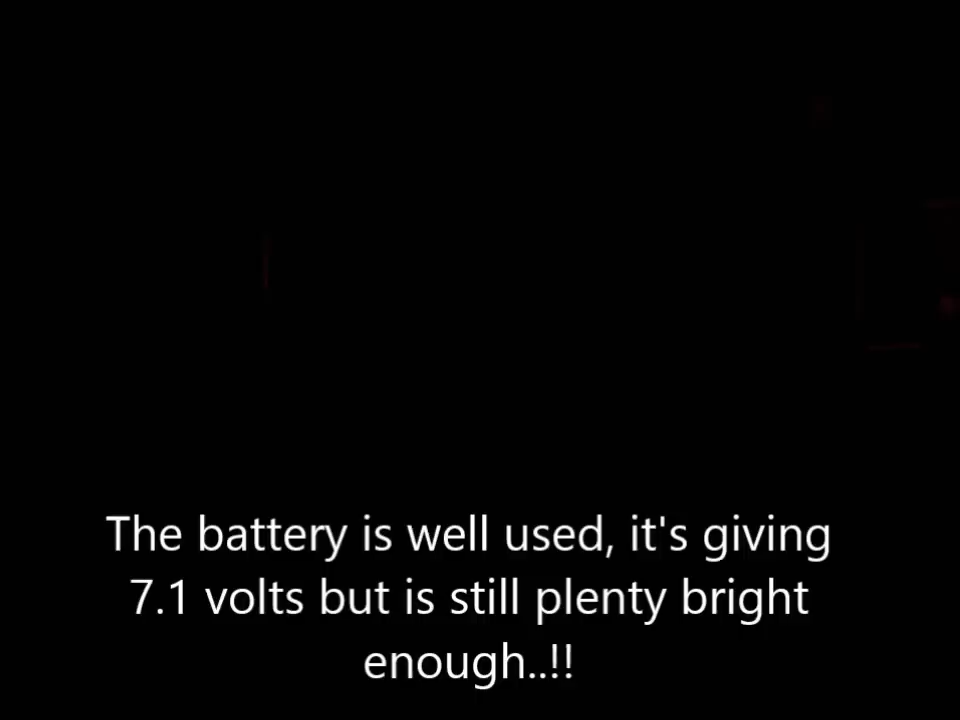 The battery is well used, it's giving
7.1 volts but is still plenty bright
enough..!!